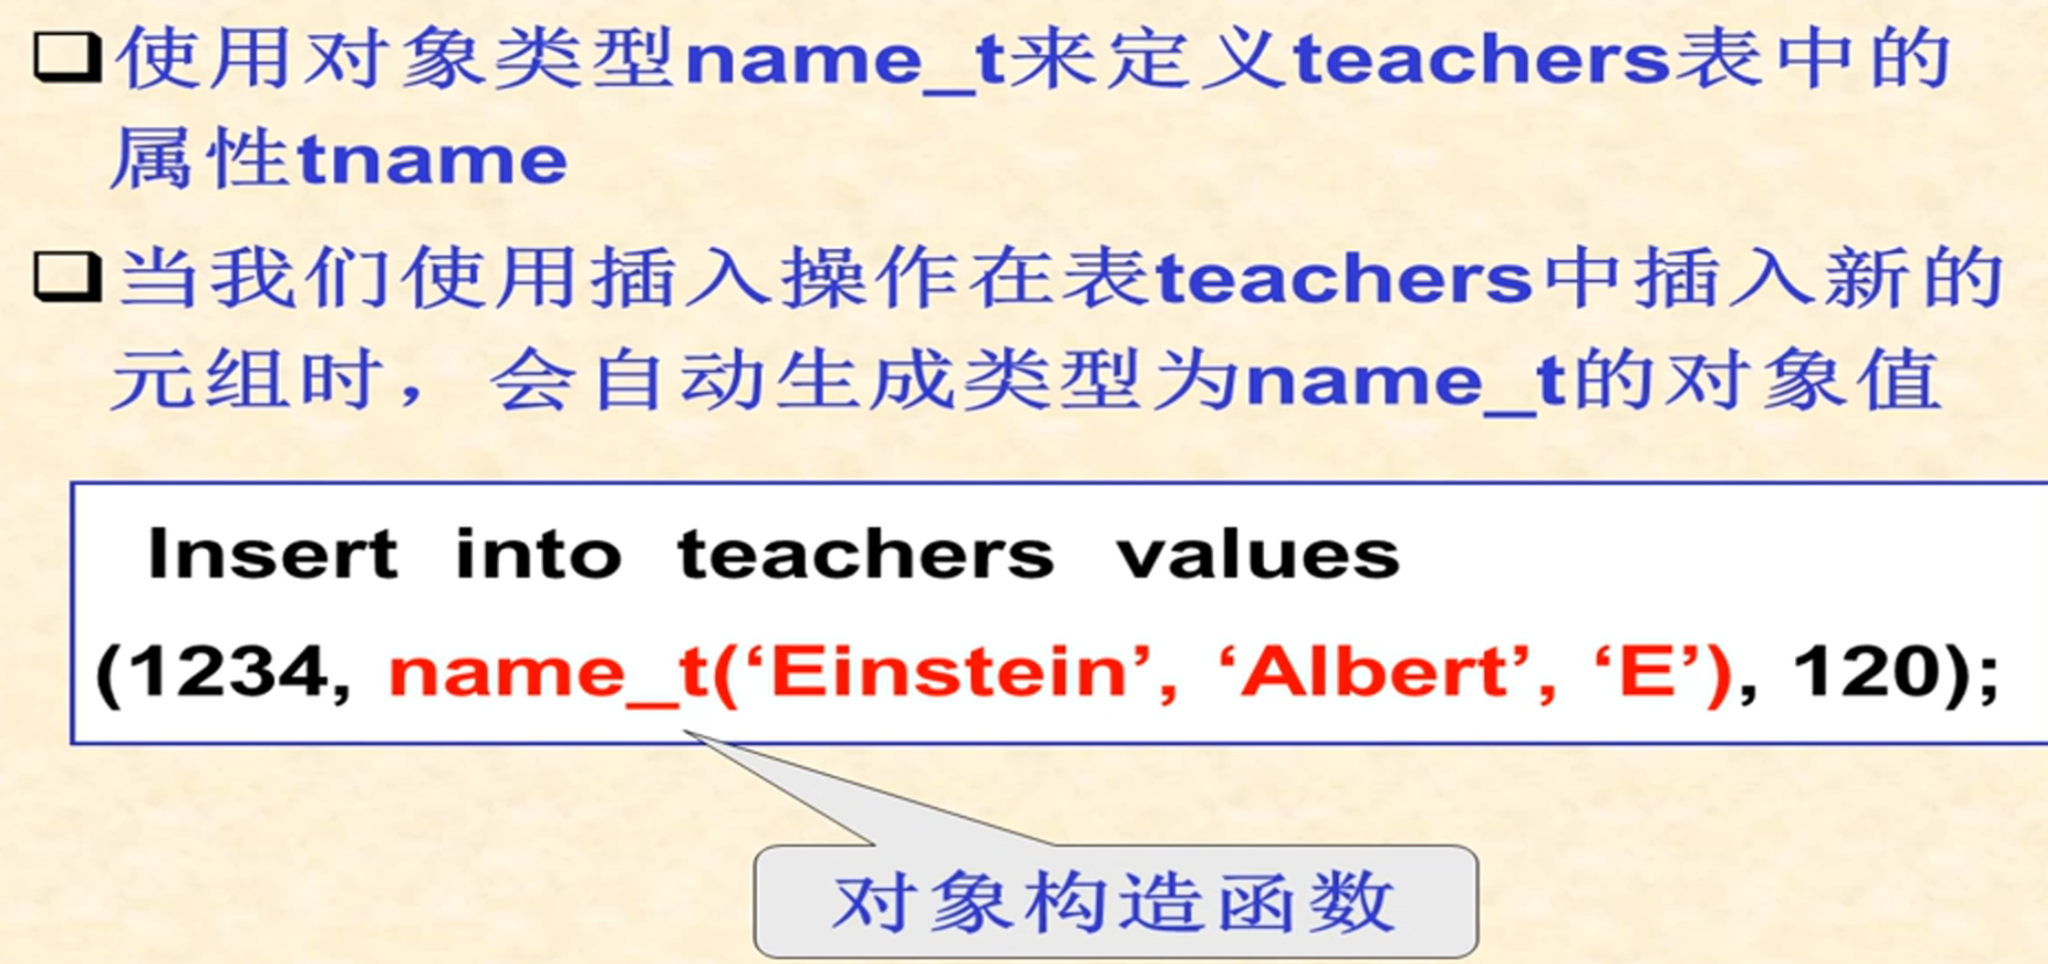 使用对象类型name_t来定义teachers表中的
属性tname
当我们使用插入操作在表teachers中插入新的
元组时，会自动生成类型为name_t的对象值
Insert into teachers values
(1234, name_t(‘Einstein’, ‘Albert’, ‘E’), 120);
对象构造函数